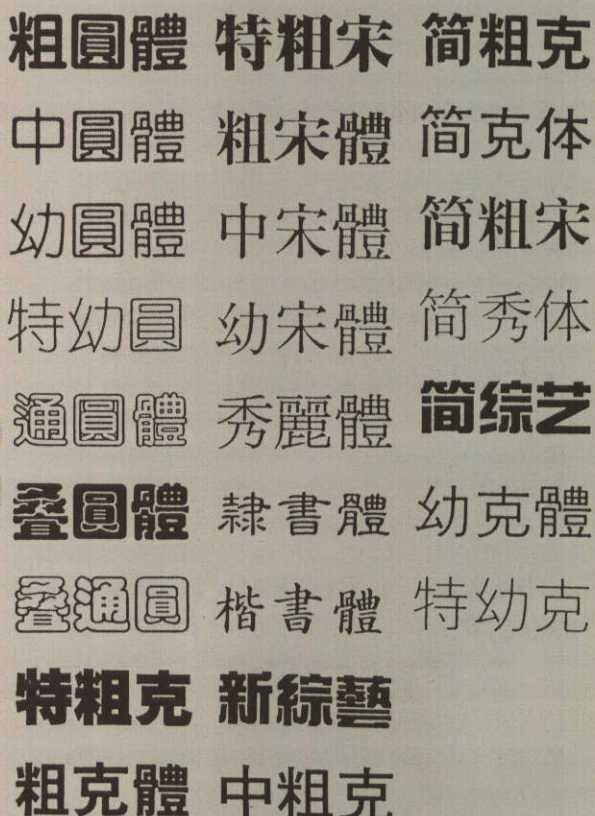 粗圓體 特粗宋 简粗克
中圓體 粗宋體 简克体
幼圓體 中宋體 简粗宋
特幼圓 幼宋體 简秀体
通圓體 秀麗體 简综艺
叠圓體 隸書體 幼克體
叠通圓 楷書體 特幼克
特粗克 新綜藝
粗克體 中粗克